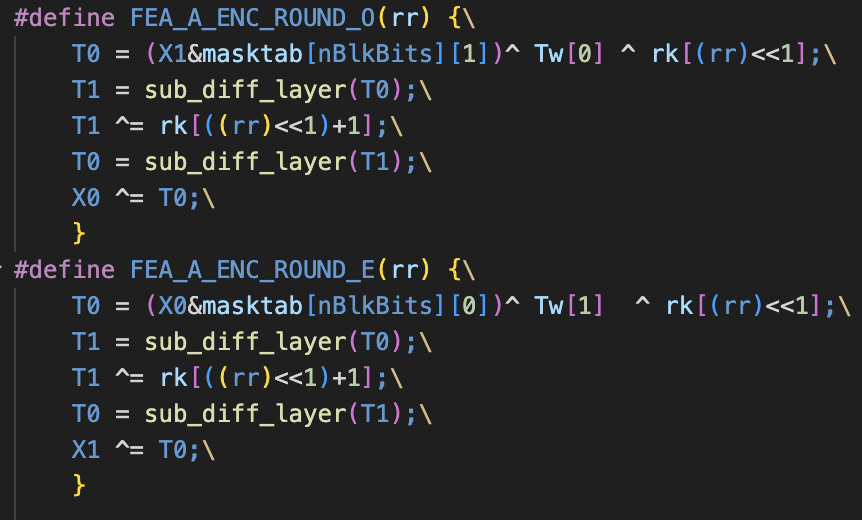 #define FEA_A_ENC_ROUND_O(rr) {\
T0 = (X1&masktab[nBlkBits][1])^ Tw[0] ^ rk[(rr)<<1];\
T1 = sub_diff_layer(T0);\
T1 ^= rk[((rr)<<1)+1];\
T0 = sub_diff_layer(T1);\
X0 ^= T0;\
}
#define FEA_A_ENC_ROUND_E(rr) {\
T0 = (X0&masktab[nBlkBits][0])^ Tw[1]  ^ rk[(rr)<<1];\
T1 = sub_diff_layer(T0);\
T1 ^= rk[((rr)<<1)+1];\
T0 = sub_diff_layer(T1);\
X1 ^= T0;\
}